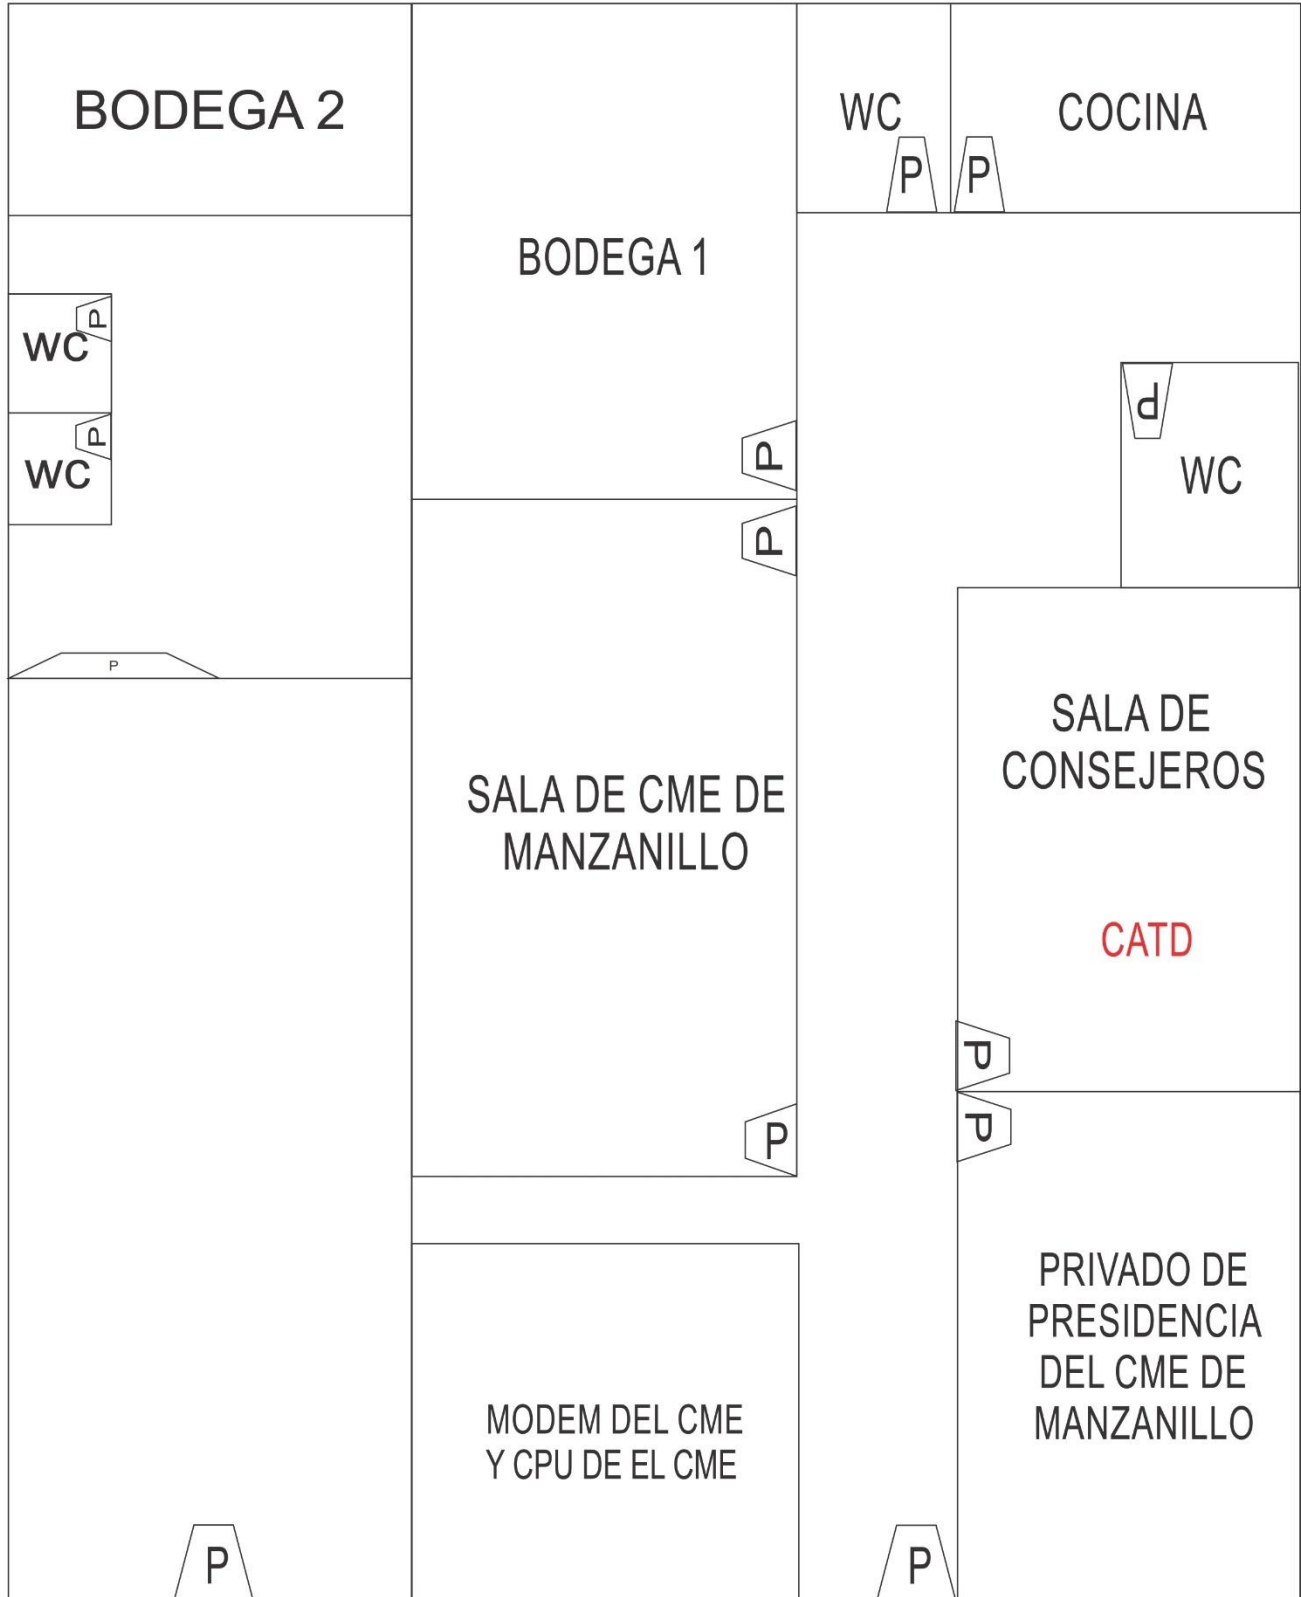 BODEGA 2
WC
COCINA
P
P
BODEGA 1
P
WC
P
WC
P
WC
P
P
P
SALA DE
CONSEJEROS
SALA DE CME DE
MANZANILLO
CATD
P
P
P
PRIVADO DE
PRESIDENCIA
DEL CME DE
MANZANILLO
MODEM DEL CME
Y CPU DE EL CME
P
P